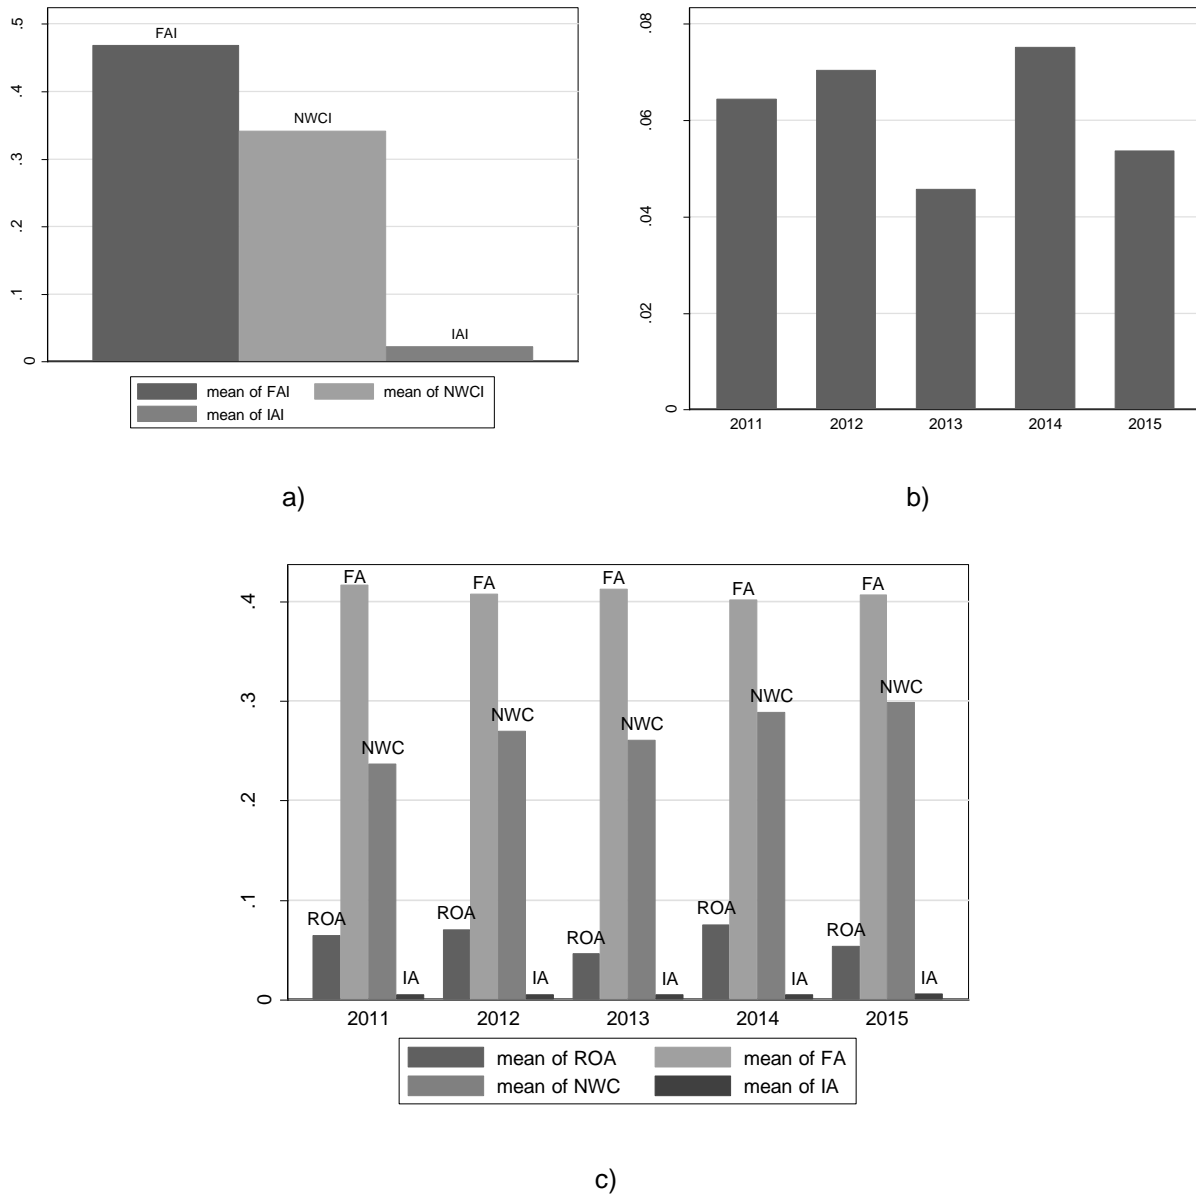 .5
.4
.3
.2
.1
0
FAI
NWCI
IAI
mean of FAI
mean of NWCI
mean of IAI
a)
.08
.06
.04
.02
0
2011
2012
2013
2014
2015
b)
.4
.3
.2
.1
0
ROA
FA
NWC
IA
ROA
FA
NWC
IA
ROA
FA
NWC
IA
ROA
FA
NWC
IA
ROA
FA
NWC
IA
2011
2012
2013
2014
2015
mean of ROA
mean of FA
mean of NWC
mean of IA
c)